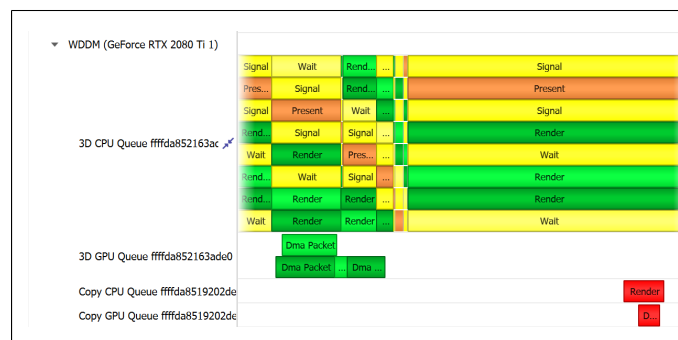 WDDM (GeForce RTX 2080 Ti 1)
Signal Wait Rend... ... Signal
Pres... Signal Rend... ... Present
Signal Present Wait ... Signal
3D CPU Queue ffffda852163ac
Rend... Signal Signal ... Render
Wait Render Pres... ... Wait
Rend... Wait Signal ... Render
Rend... Render Render ... Render
Wait Render Render ... Wait
Dma Packet
3D GPU Queue ffffda852163ade0
Dma Packet ... Dma ...
Copy CPU Queue ffffda8519202de Render
Copy GPU Queue ffffda8519202de D...